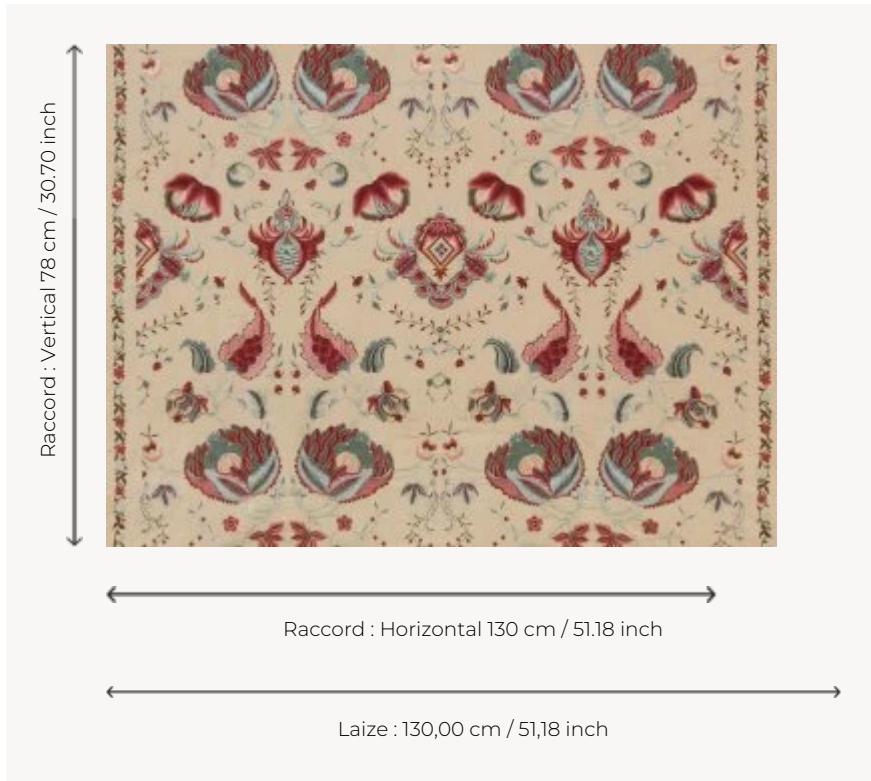 Raccord : Vertical 78 cm / 30.70 inch
Raccord : Horizontal 130 cm / 51.18 inch
Laize : 130,00 cm / 51,18 inch